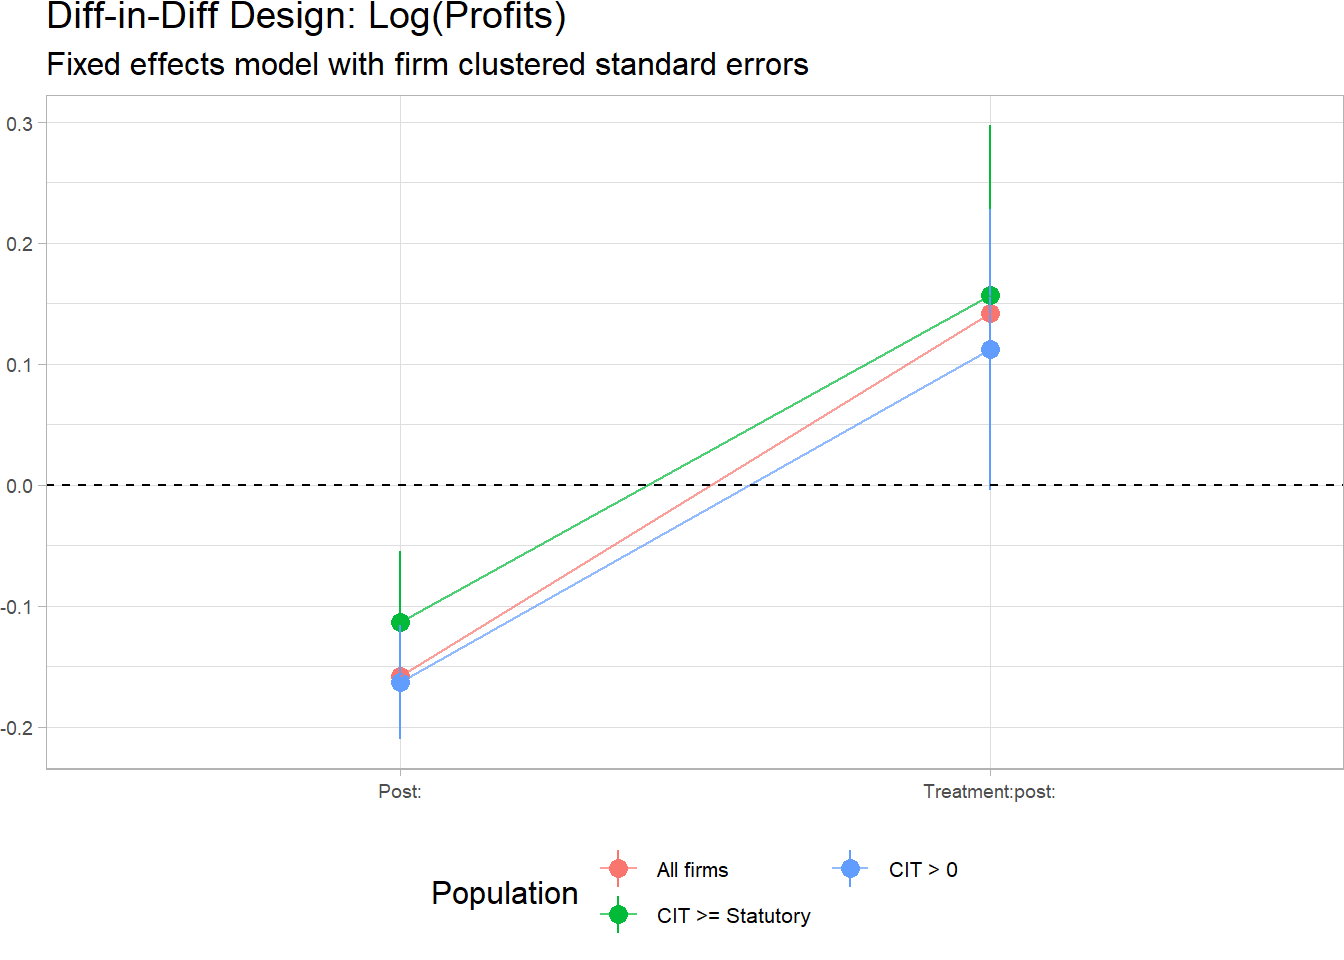 Diff-in-Diff Design: Log(Profits)
Fixed effects model with firm clustered standard errors
0.3
0.2
0.1
0.0
-0.1
-0.2
Post:
Treatment:post:
Population
All firms
CIT > 0
CIT >= Statutory